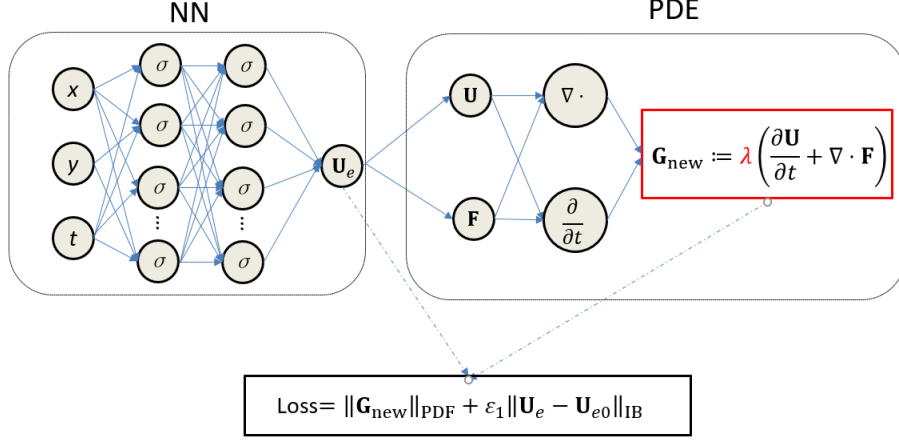 NN
PDE
x
y
t
σ
σ
σ
⋮
σ
σ
σ
σ
⋮
σ
U_e
U
F
∇ ·
∂/∂t
G_new ≔ λ(∂U/∂t + ∇ · F)
Loss= ‖G_new‖_PDF + ε_1‖U_e − U_e0‖_IB